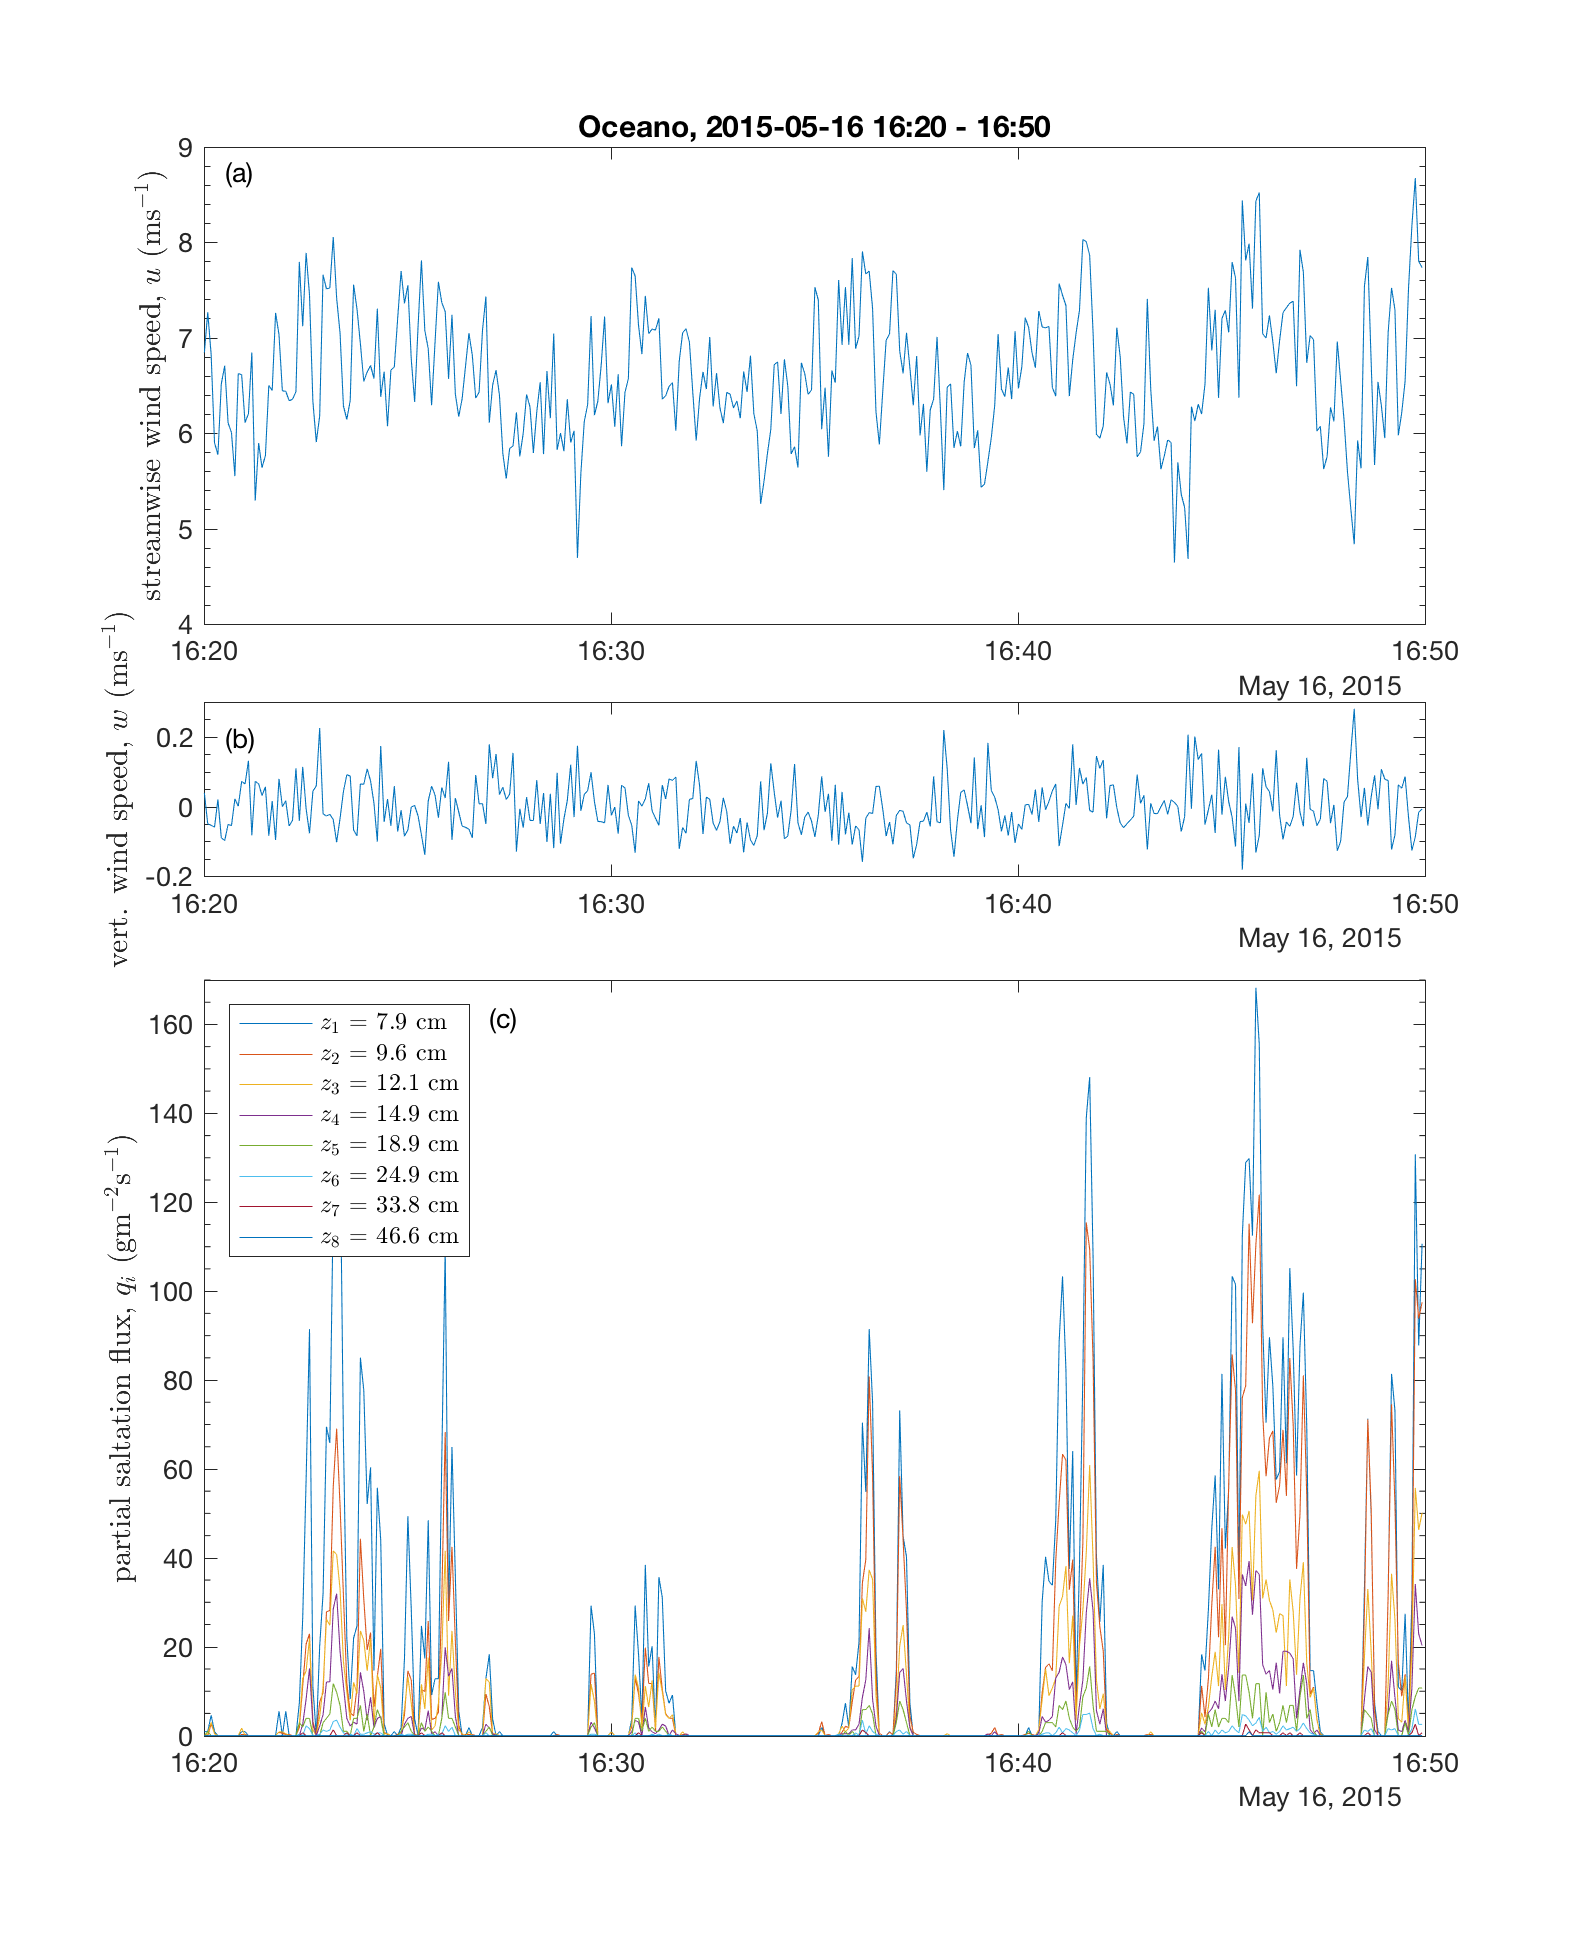 Oceano, 2015-05-16 16:20 - 16:50
(a)
streamwise wind speed, u (ms⁻¹)
9
8
7
6
5
4
16:20 16:30 16:40 16:50
May 16, 2015
(b)
vert. wind speed, w (ms⁻¹)
0.2
0
-0.2
16:20 16:30 16:40 16:50
May 16, 2015
(c)
partial saltation flux, qᵢ (gm⁻²s⁻¹)
160
140
120
100
80
60
40
20
0
z₁ = 7.9 cm
z₂ = 9.6 cm
z₃ = 12.1 cm
z₄ = 14.9 cm
z₅ = 18.9 cm
z₆ = 24.9 cm
z₇ = 33.8 cm
z₈ = 46.6 cm
16:20 16:30 16:40 16:50
May 16, 2015